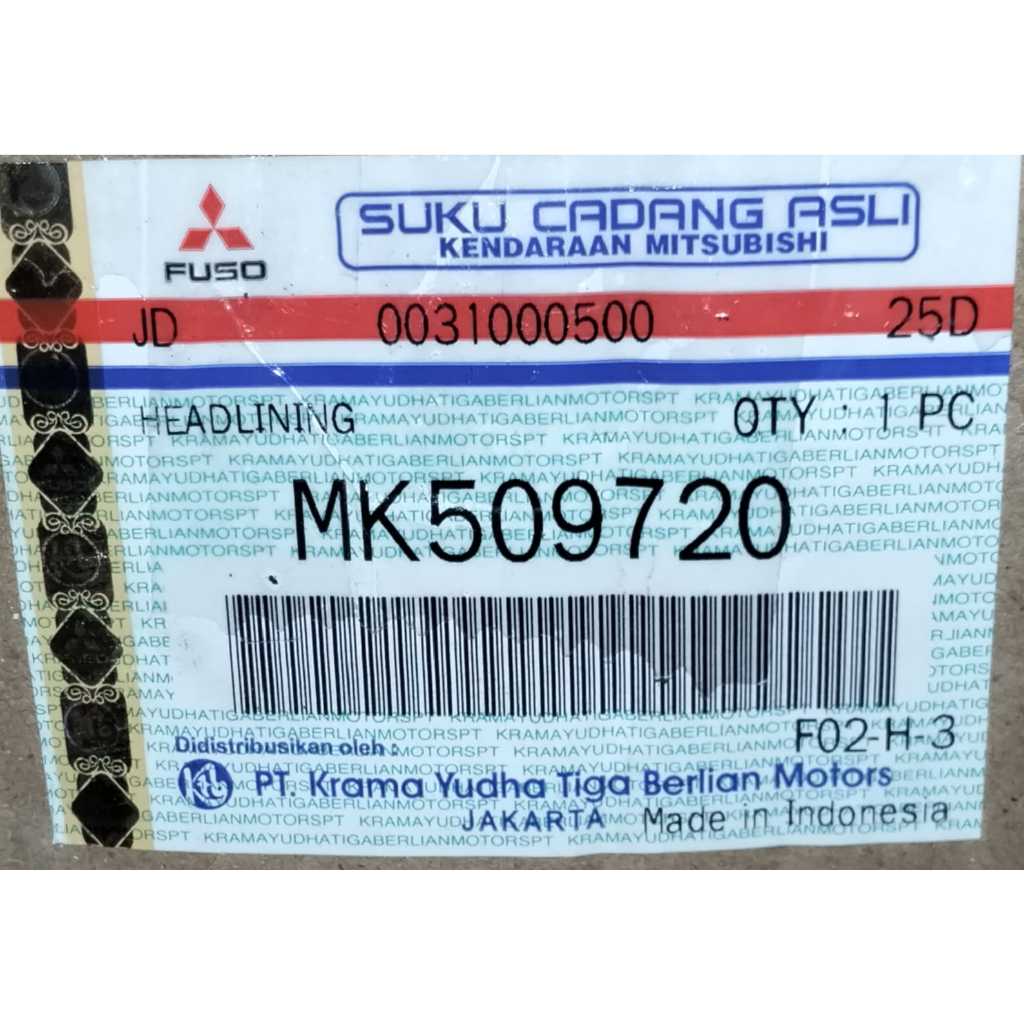 FUSO
SUKU CADANG ASLI
KENDARAAN MITSUBISHI
JD 0031000500 25D
HEADLINING QTY : 1 PC
MK509720
F02-H-3
Didistribusikan oleh :
PT. Krama Yudha Tiga Berlian Motors
JAKARTA Made in Indonesia